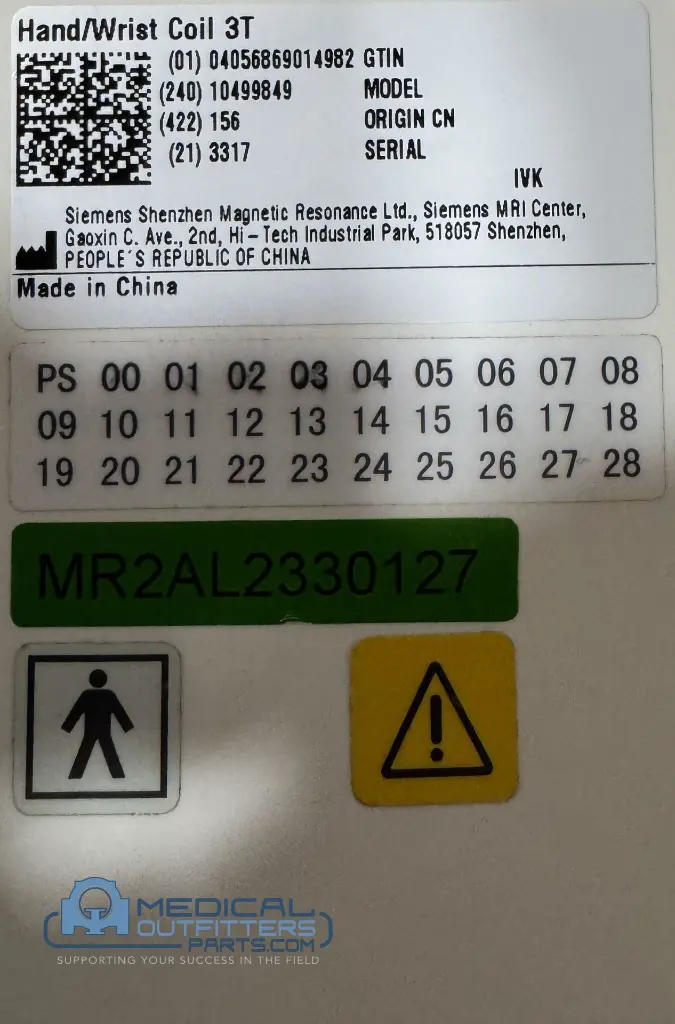 Hand/Wrist Coil 3T
(01) 04056869014982 GTIN
(240) 10499849 MODEL
(422) 156 ORIGIN CN
(21) 3317 SERIAL
IVK
Siemens Shenzhen Magnetic Resonance Ltd., Siemens MRI Center,
Gaoxin C. Ave., 2nd, Hi-Tech Industrial Park, 518057 Shenzhen,
PEOPLE´S REPUBLIC OF CHINA
Made in China
PS 00 01 02 03 04 05 06 07 08
09 10 11 12 13 14 15 16 17 18
19 20 21 22 23 24 25 26 27 28
MR2AL2330127
MEDICAL
OUTFITTERS
PARTS.COM
SUPPORTING YOUR SUCCESS IN THE FIELD